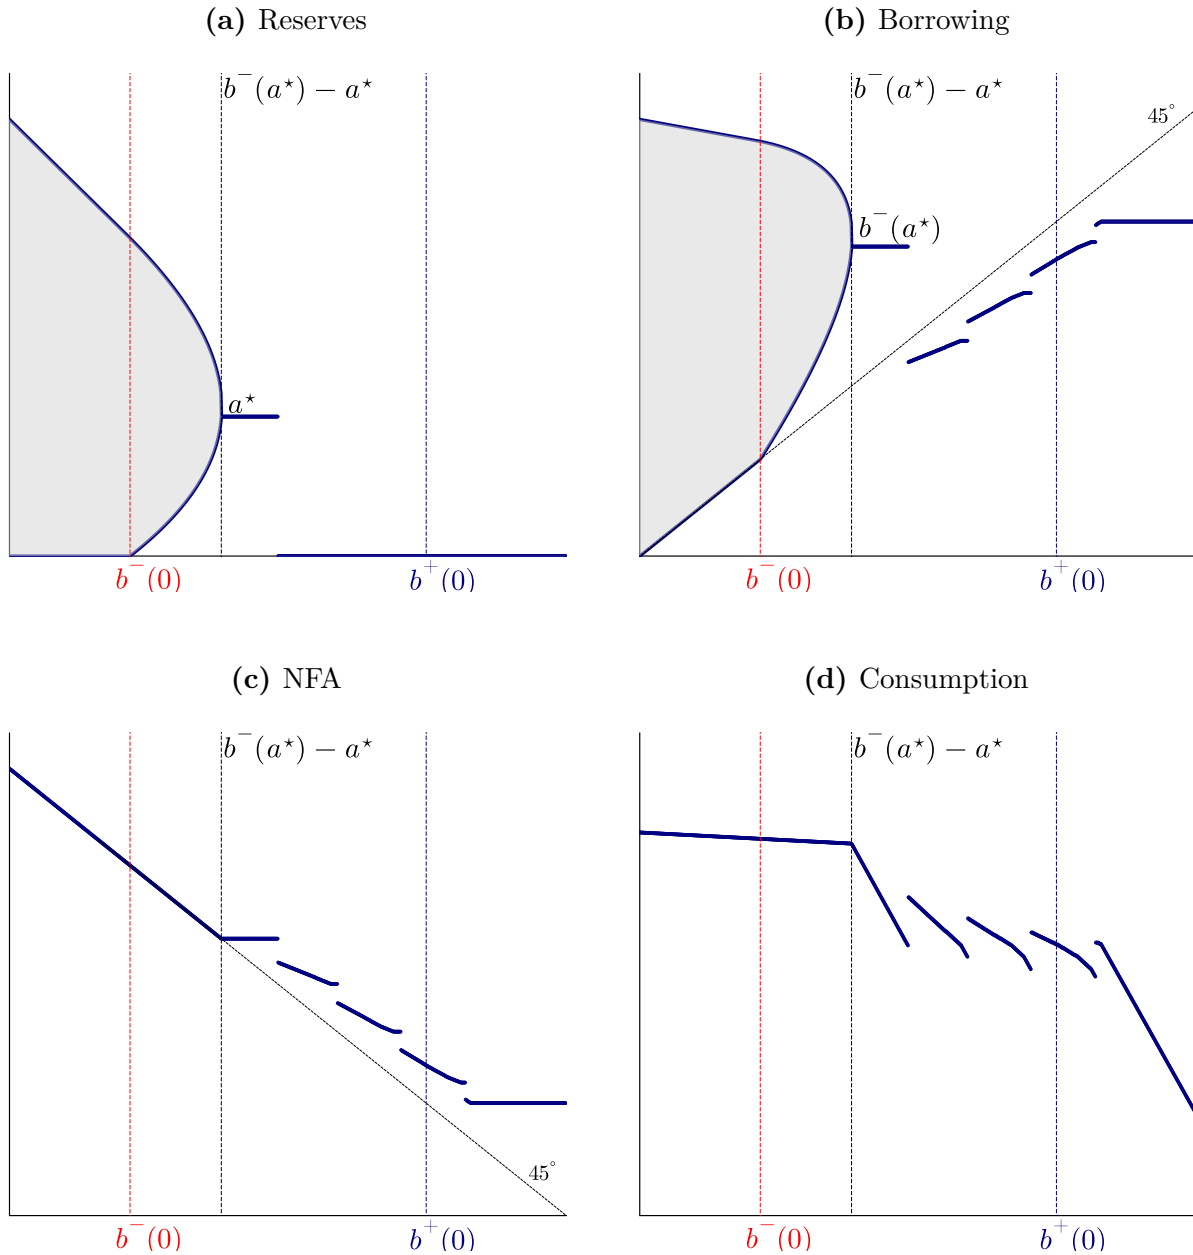 (a) Reserves
b⁻(a⋆) − a⋆
a⋆
b⁻(0)
b⁺(0)
(b) Borrowing
b⁻(a⋆) − a⋆
45°
b⁻(a⋆)
b⁻(0)
b⁺(0)
(c) NFA
b⁻(a⋆) − a⋆
45°
b⁻(0)
b⁺(0)
(d) Consumption
b⁻(a⋆) − a⋆
b⁻(0)
b⁺(0)